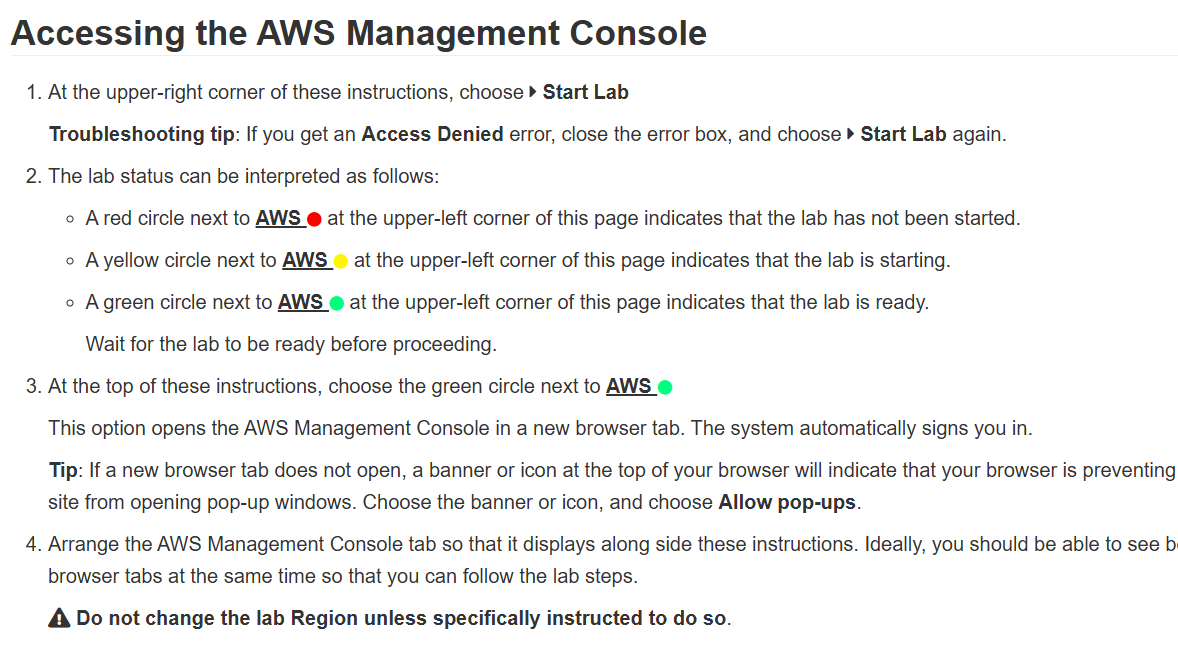 Accessing the AWS Management Console
1. At the upper-right corner of these instructions, choose Start Lab
Troubleshooting tip: If you get an Access Denied error, close the error box, and choose Start Lab again.
2. The lab status can be interpreted as follows:
A red circle next to AWS at the upper-left corner of this page indicates that the lab has not been started.
A yellow circle next to AWS at the upper-left corner of this page indicates that the lab is starting.
A green circle next to AWS at the upper-left corner of this page indicates that the lab is ready.
Wait for the lab to be ready before proceeding.
3. At the top of these instructions, choose the green circle next to AWS
This option opens the AWS Management Console in a new browser tab. The system automatically signs you in.
Tip: If a new browser tab does not open, a banner or icon at the top of your browser will indicate that your browser is preventing
site from opening pop-up windows. Choose the banner or icon, and choose Allow pop-ups.
4. Arrange the AWS Management Console tab so that it displays along side these instructions. Ideally, you should be able to see
browser tabs at the same time so that you can follow the lab steps.
Do not change the lab Region unless specifically instructed to do so.